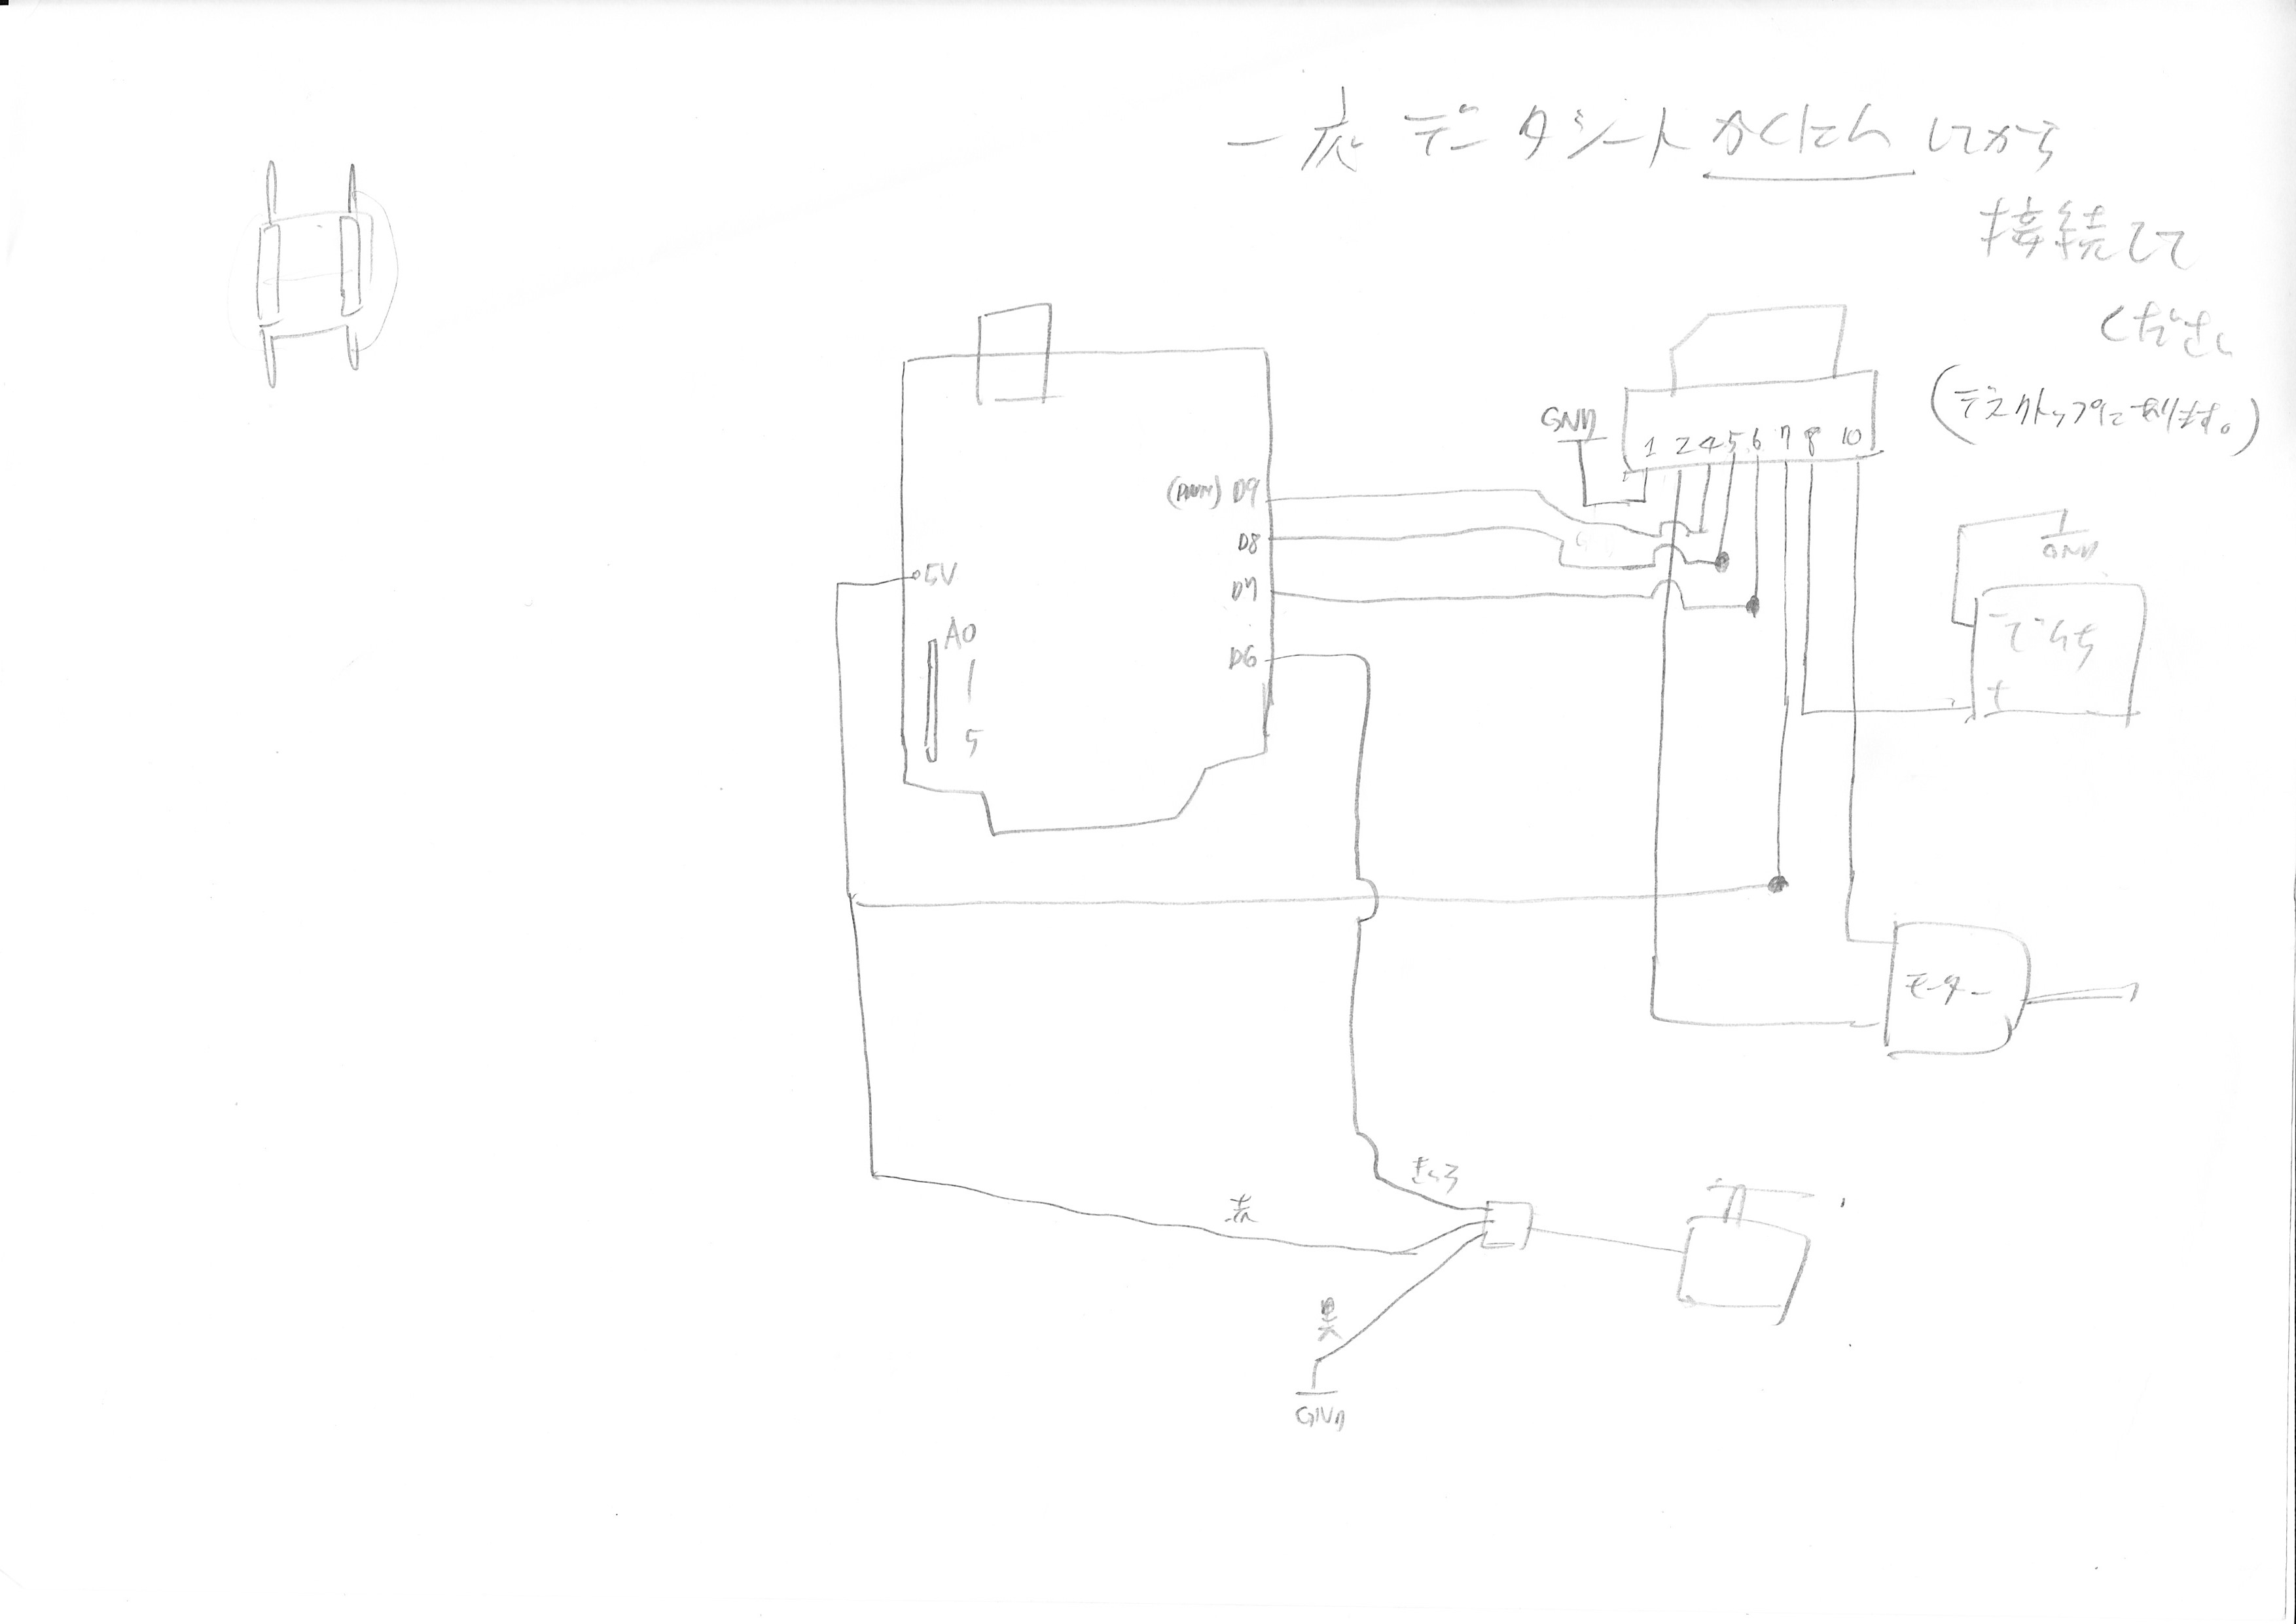 一度データシートかくにんしてから
接続して
ください
(デスクトップにあります。)
GND
1 2 4 5 6 7 8 10
(PWM) D9
D8
5V
D7
GND
でんち
+
A0
D6
5
モーター
きいろ
赤
黒
GND